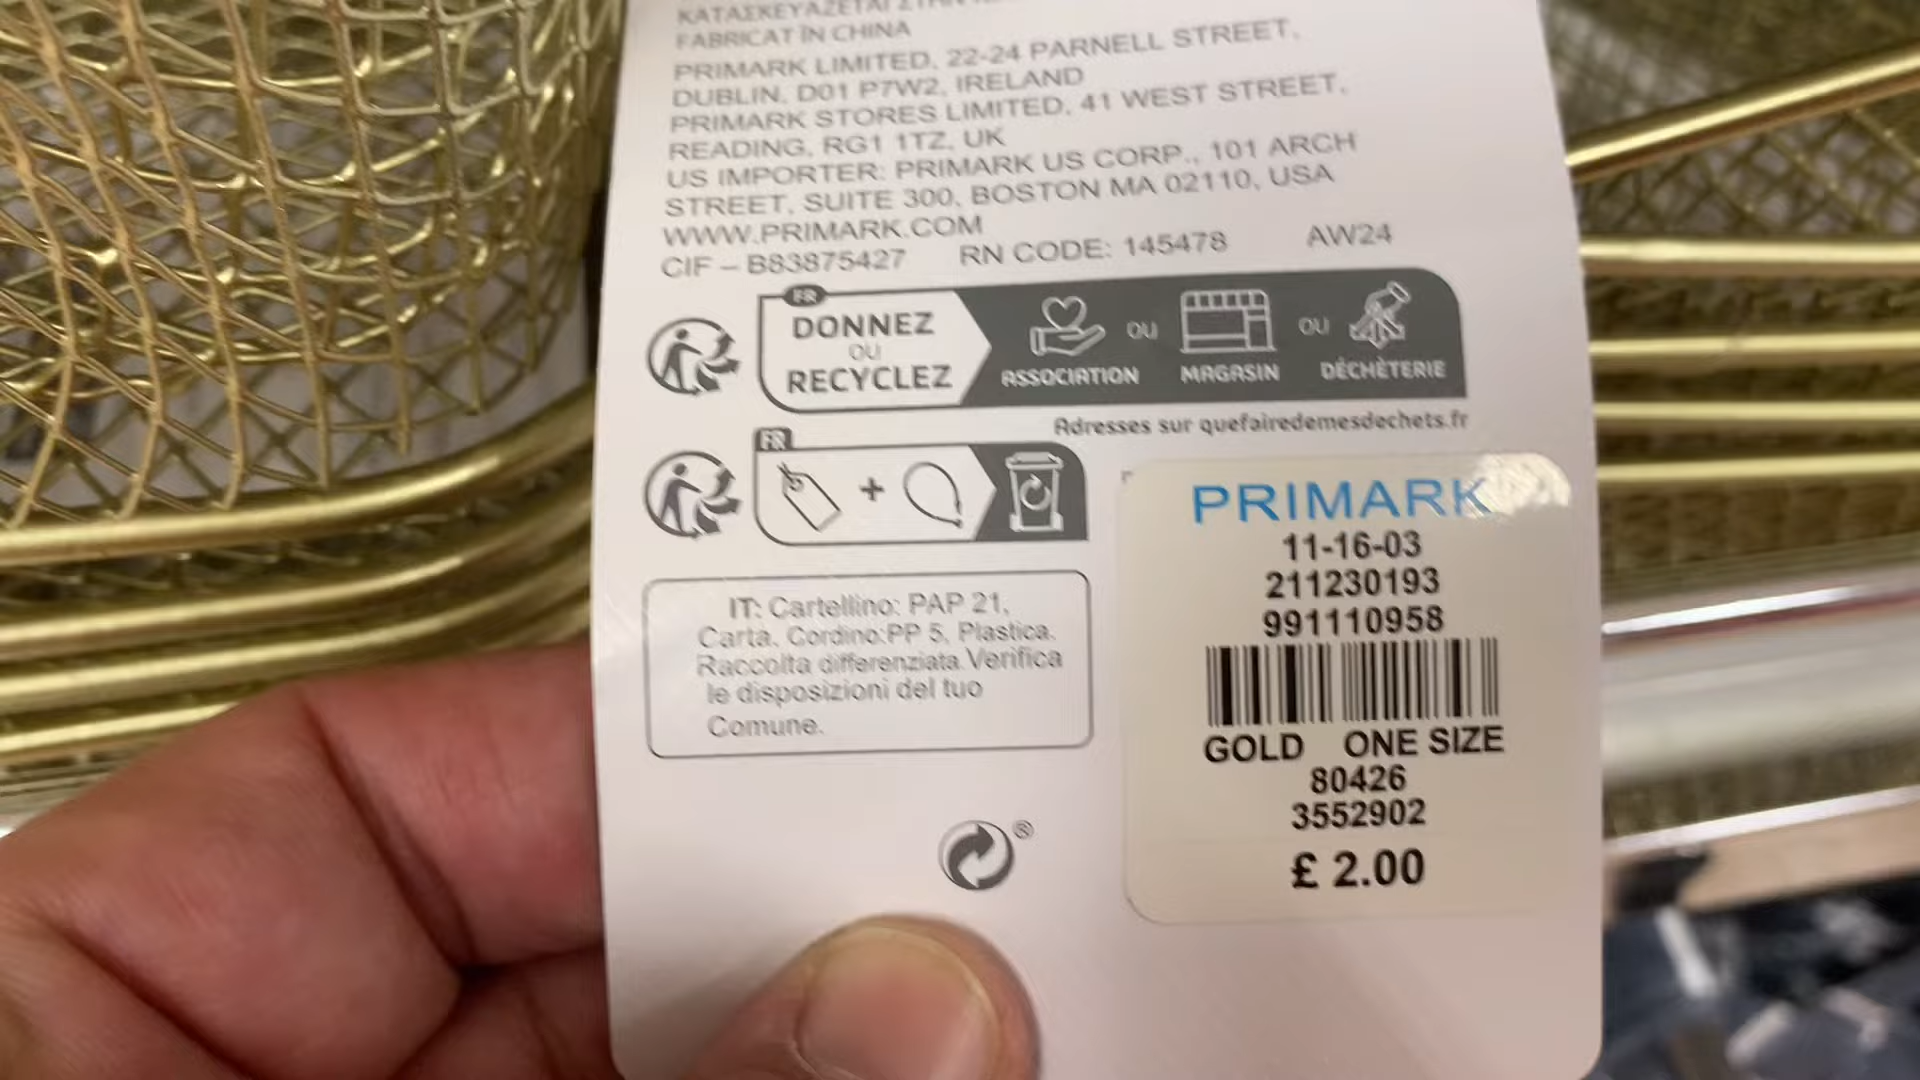 ΚΑΤΑΣΚΕΥΑΖΕΤΑΙ ΣΤΗΝ
FABRICAT ÎN CHINA
PRIMARK LIMITED, 22-24 PARNELL STREET,
DUBLIN, D01 P7W2, IRELAND
PRIMARK STORES LIMITED, 41 WEST STREET,
READING, RG1 1TZ, UK
US IMPORTER: PRIMARK US CORP., 101 ARCH
STREET, SUITE 300, BOSTON MA 02110, USA
WWW.PRIMARK.COM
CIF – B83875427 RN CODE: 145478 AW24
FR
DONNEZ
OU
RECYCLEZ
ASSOCIATION OU MAGASIN OU DÉCHÈTERIE
Adresses sur quefairedemesdechets.fr
FR
+
IT: Cartellino: PAP 21,
Carta. Cordino:PP 5, Plastica.
Raccolta differenziata.Verifica
le disposizioni del tuo
Comune.
®
PRIMARK
11-16-03
211230193
991110958
GOLD ONE SIZE
80426
3552902
£ 2.00